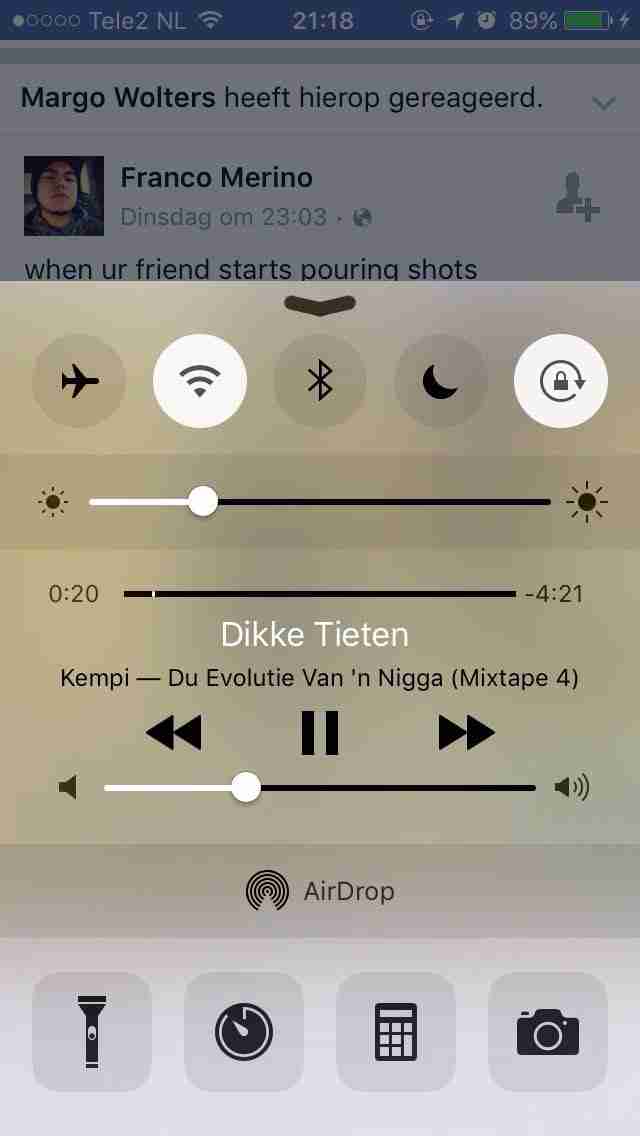 Tele2 NL 21:18 89%
Margo Wolters heeft hierop gereageerd.
Franco Merino
Dinsdag om 23:03 ·
when ur friend starts pouring shots
0:20 -4:21
Dikke Tieten
Kempi — Du Evolutie Van 'n Nigga (Mixtape 4)
AirDrop